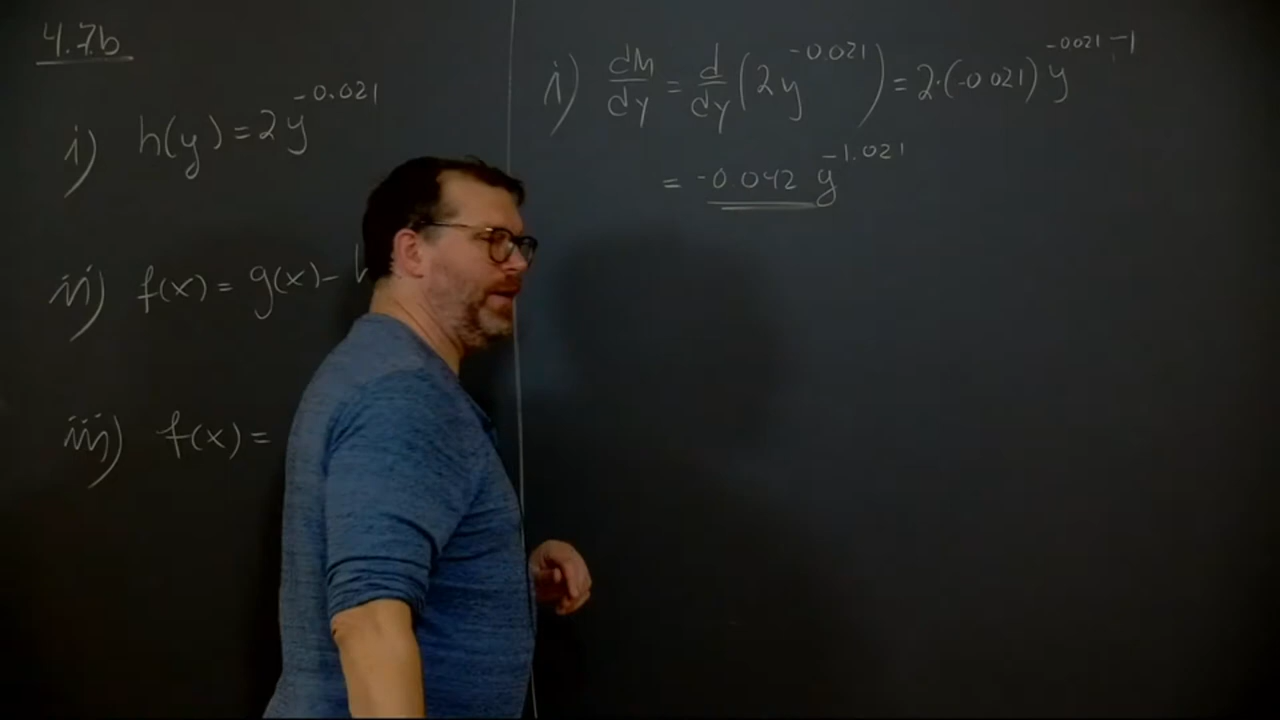 4.7b
i) h(y) = 2y^-0.021
ii) f(x) = g(x) -
iii) f(x) =
i) dh/dy = d/dy (2y^-0.021) = 2·(-0.021) y^-0.021-1
= -0.042 y^-1.021